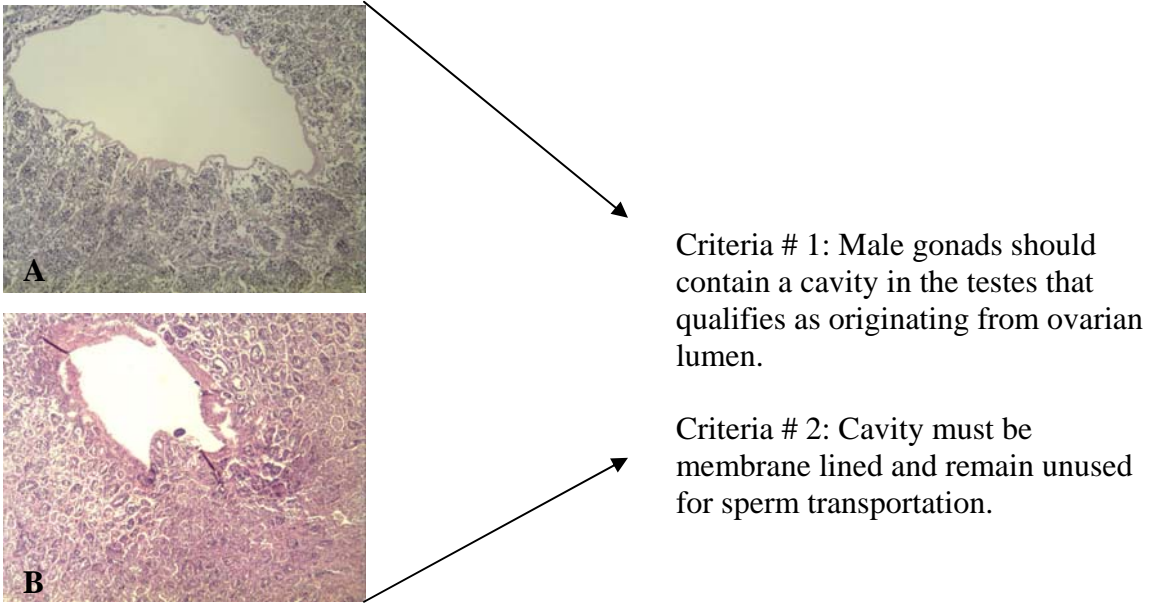 A
B
Criteria # 1: Male gonads should
contain a cavity in the testes that
qualifies as originating from ovarian
lumen.
Criteria # 2: Cavity must be
membrane lined and remain unused
for sperm transportation.